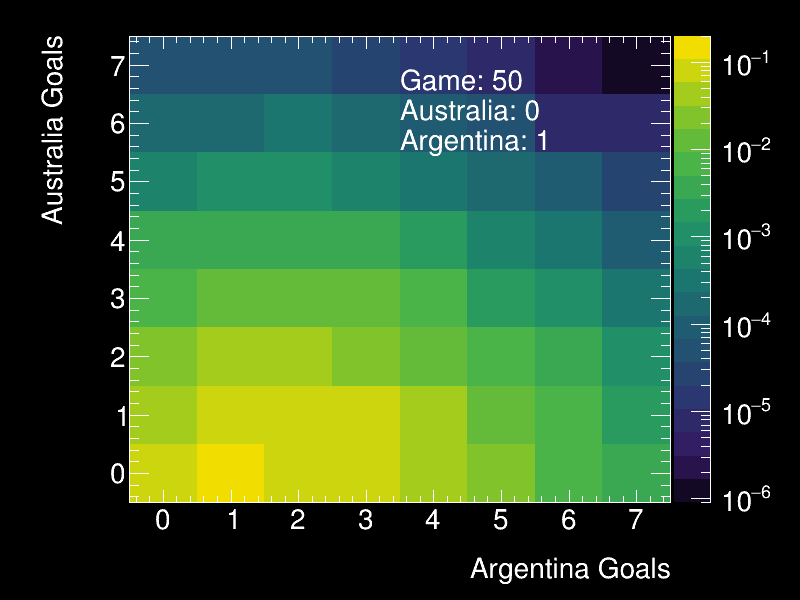 Australia Goals
7
6
5
4
3
2
1
0
Game: 50
Australia: 0
Argentina: 1
10⁻¹
10⁻²
10⁻³
10⁻⁴
10⁻⁵
10⁻⁶
0 1 2 3 4 5 6 7
Argentina Goals